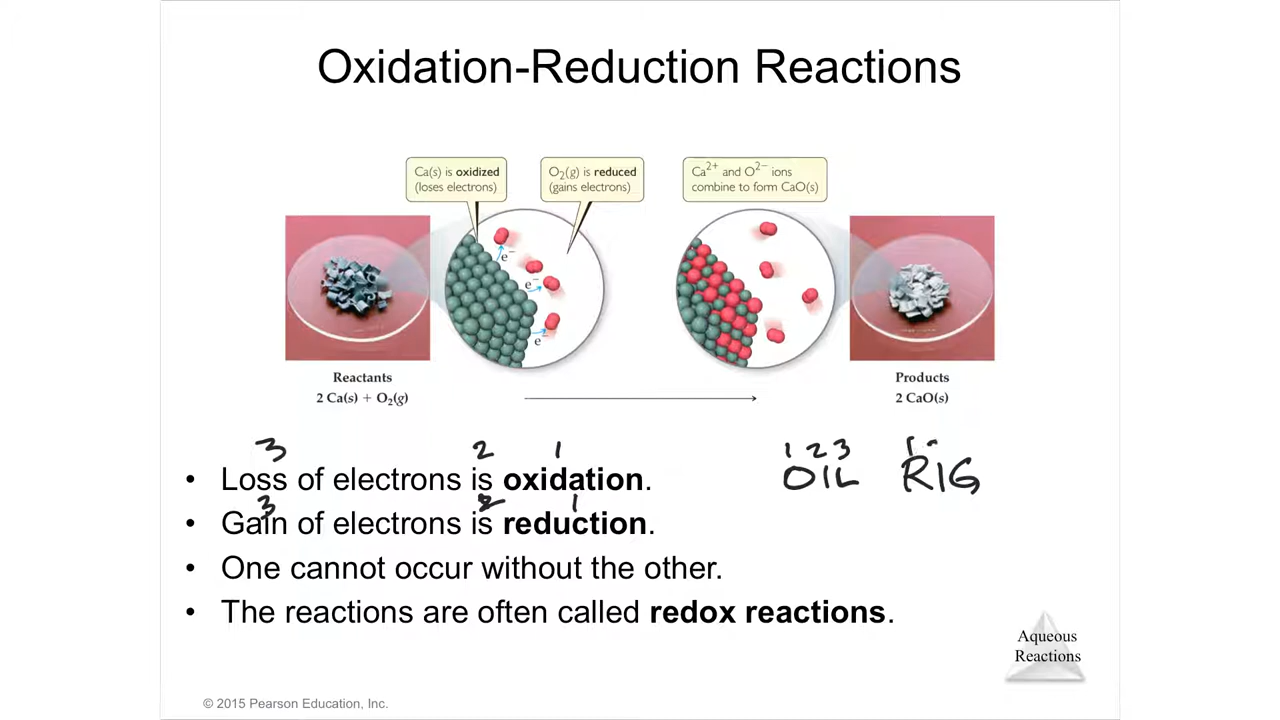 Oxidation-Reduction Reactions
Ca(s) is oxidized
(loses electrons)
O₂(g) is reduced
(gains electrons)
Ca²⁺ and O²⁻ ions
combine to form CaO(s)
e⁻
e⁻
e⁻
Reactants
2 Ca(s) + O₂(g)
Products
2 CaO(s)
3 2 1
1 2 3 1
• Loss of electrons is oxidation.
OIL RIG
3 2 1
• Gain of electrons is reduction.
• One cannot occur without the other.
• The reactions are often called redox reactions.
Aqueous
Reactions
© 2015 Pearson Education, Inc.